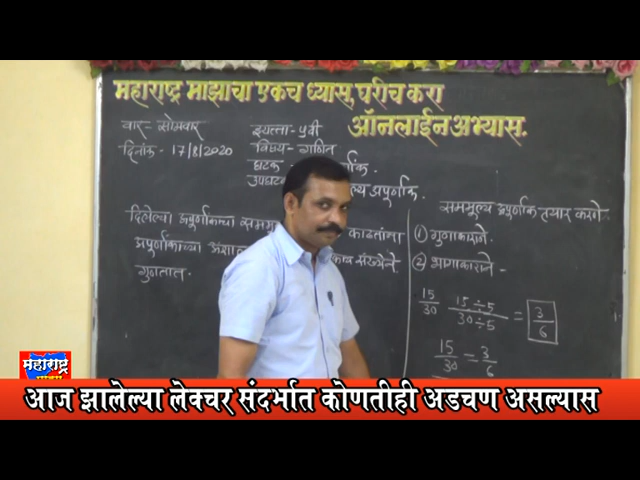 महाराष्ट्र माझाचा एकच ध्यास, घरीच करा
ऑनलाईन अभ्यास.
वार - सोमवार
दिनांक - 17/8/2020
इयत्ता - ५वी
विषय - गणित
घटक -
उपघटक
अपूर्णांक.
दिलेल्या अपूर्णांकाचा सममू काढतांना
अपूर्णांकाच्या अंशाला संख्येने
गुणतात.
सममूल्य अपूर्णांक तयार करणे
① गुणाकाराने.
② भागाकाराने -
15/30 15÷5/30÷5 = 3/6
15/30 = 3/6
महाराष्ट्र
माझा
आज झालेल्या लेक्चर संदर्भात कोणतीही अडचण असल्यास